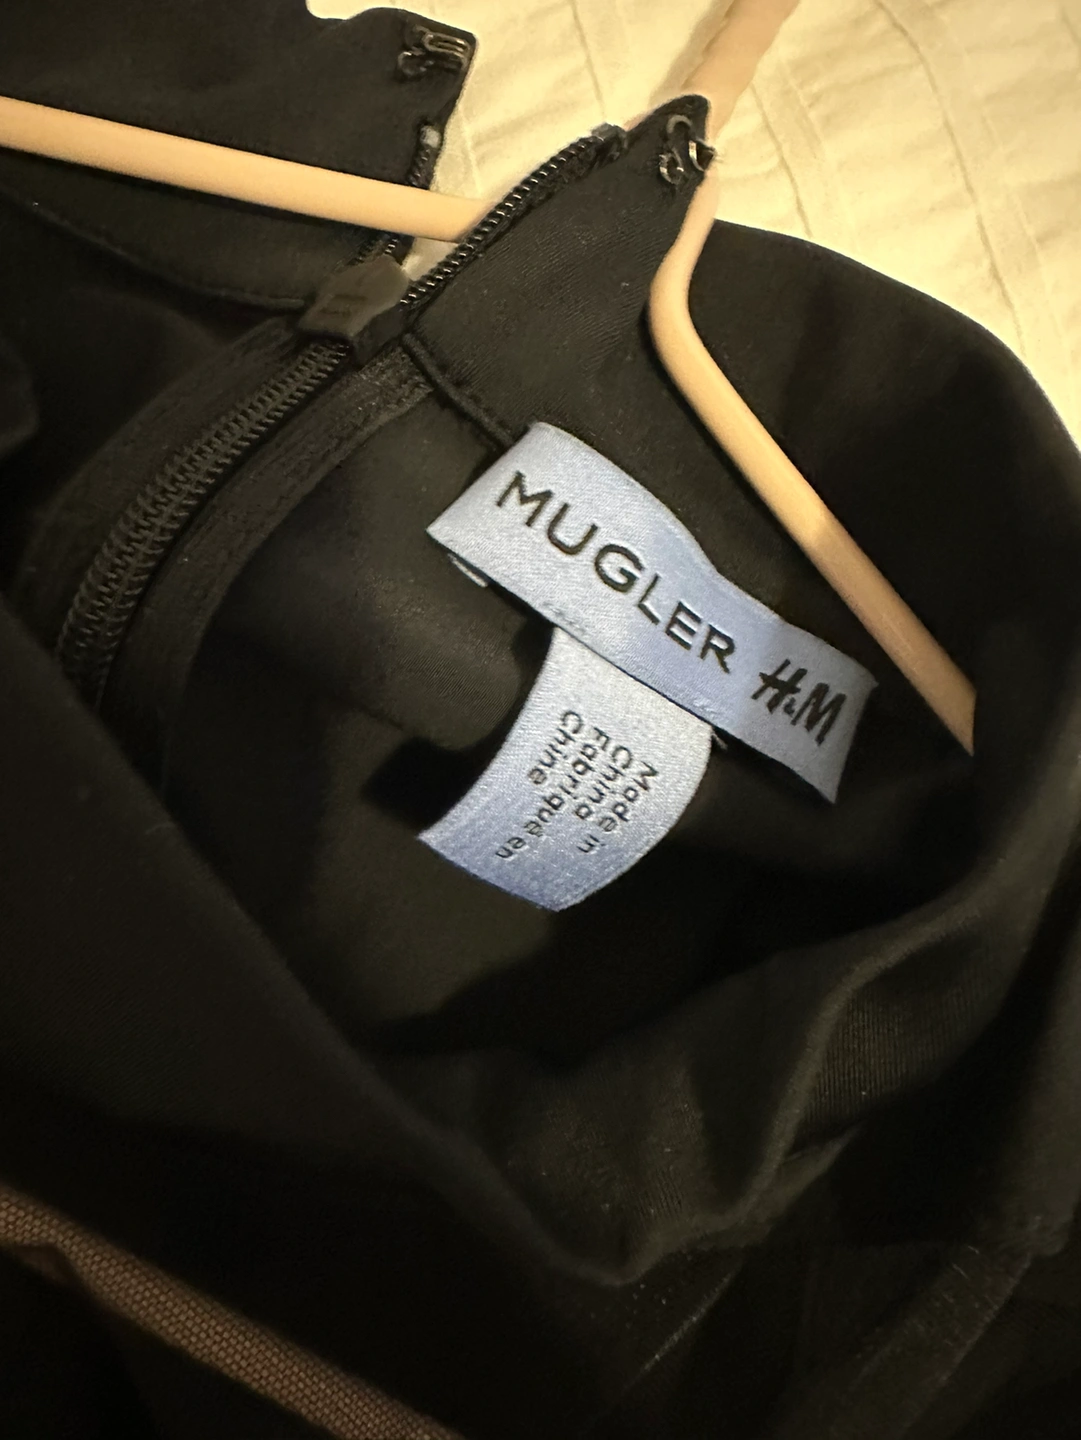 MUGLER H&M
Made in
China
Fabriqué en
Chine